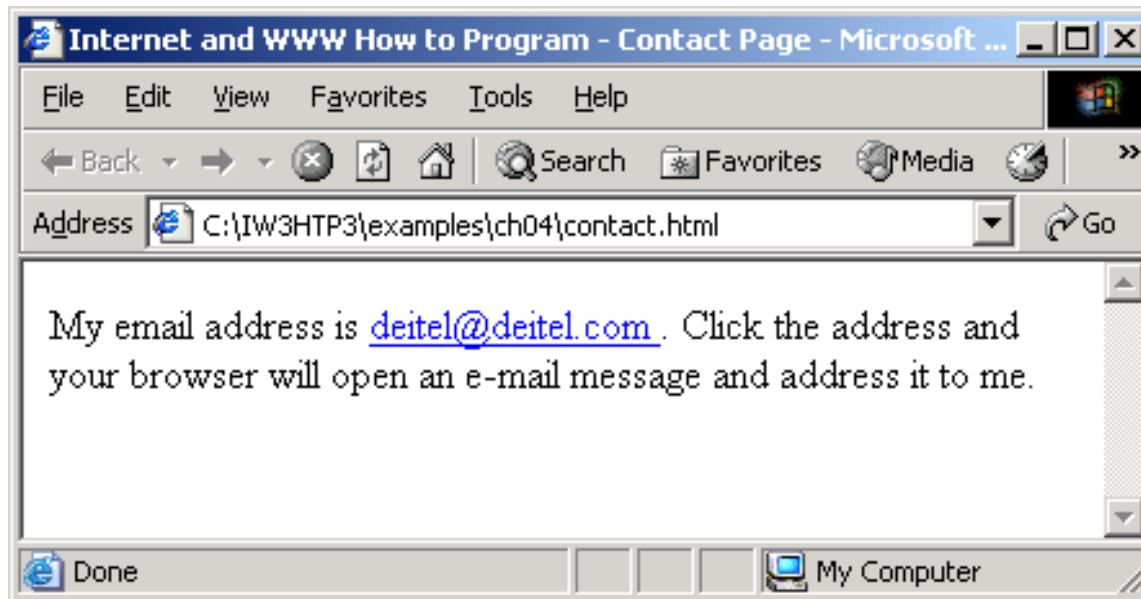 Internet and WWW How to Program - Contact Page - Microsoft ...
File Edit View Favorites Tools Help
Back Search Favorites Media »
Address C:\IW3HTP3\examples\ch04\contact.html Go
My email address is deitel@deitel.com . Click the address and
your browser will open an e-mail message and address it to me.
Done My Computer